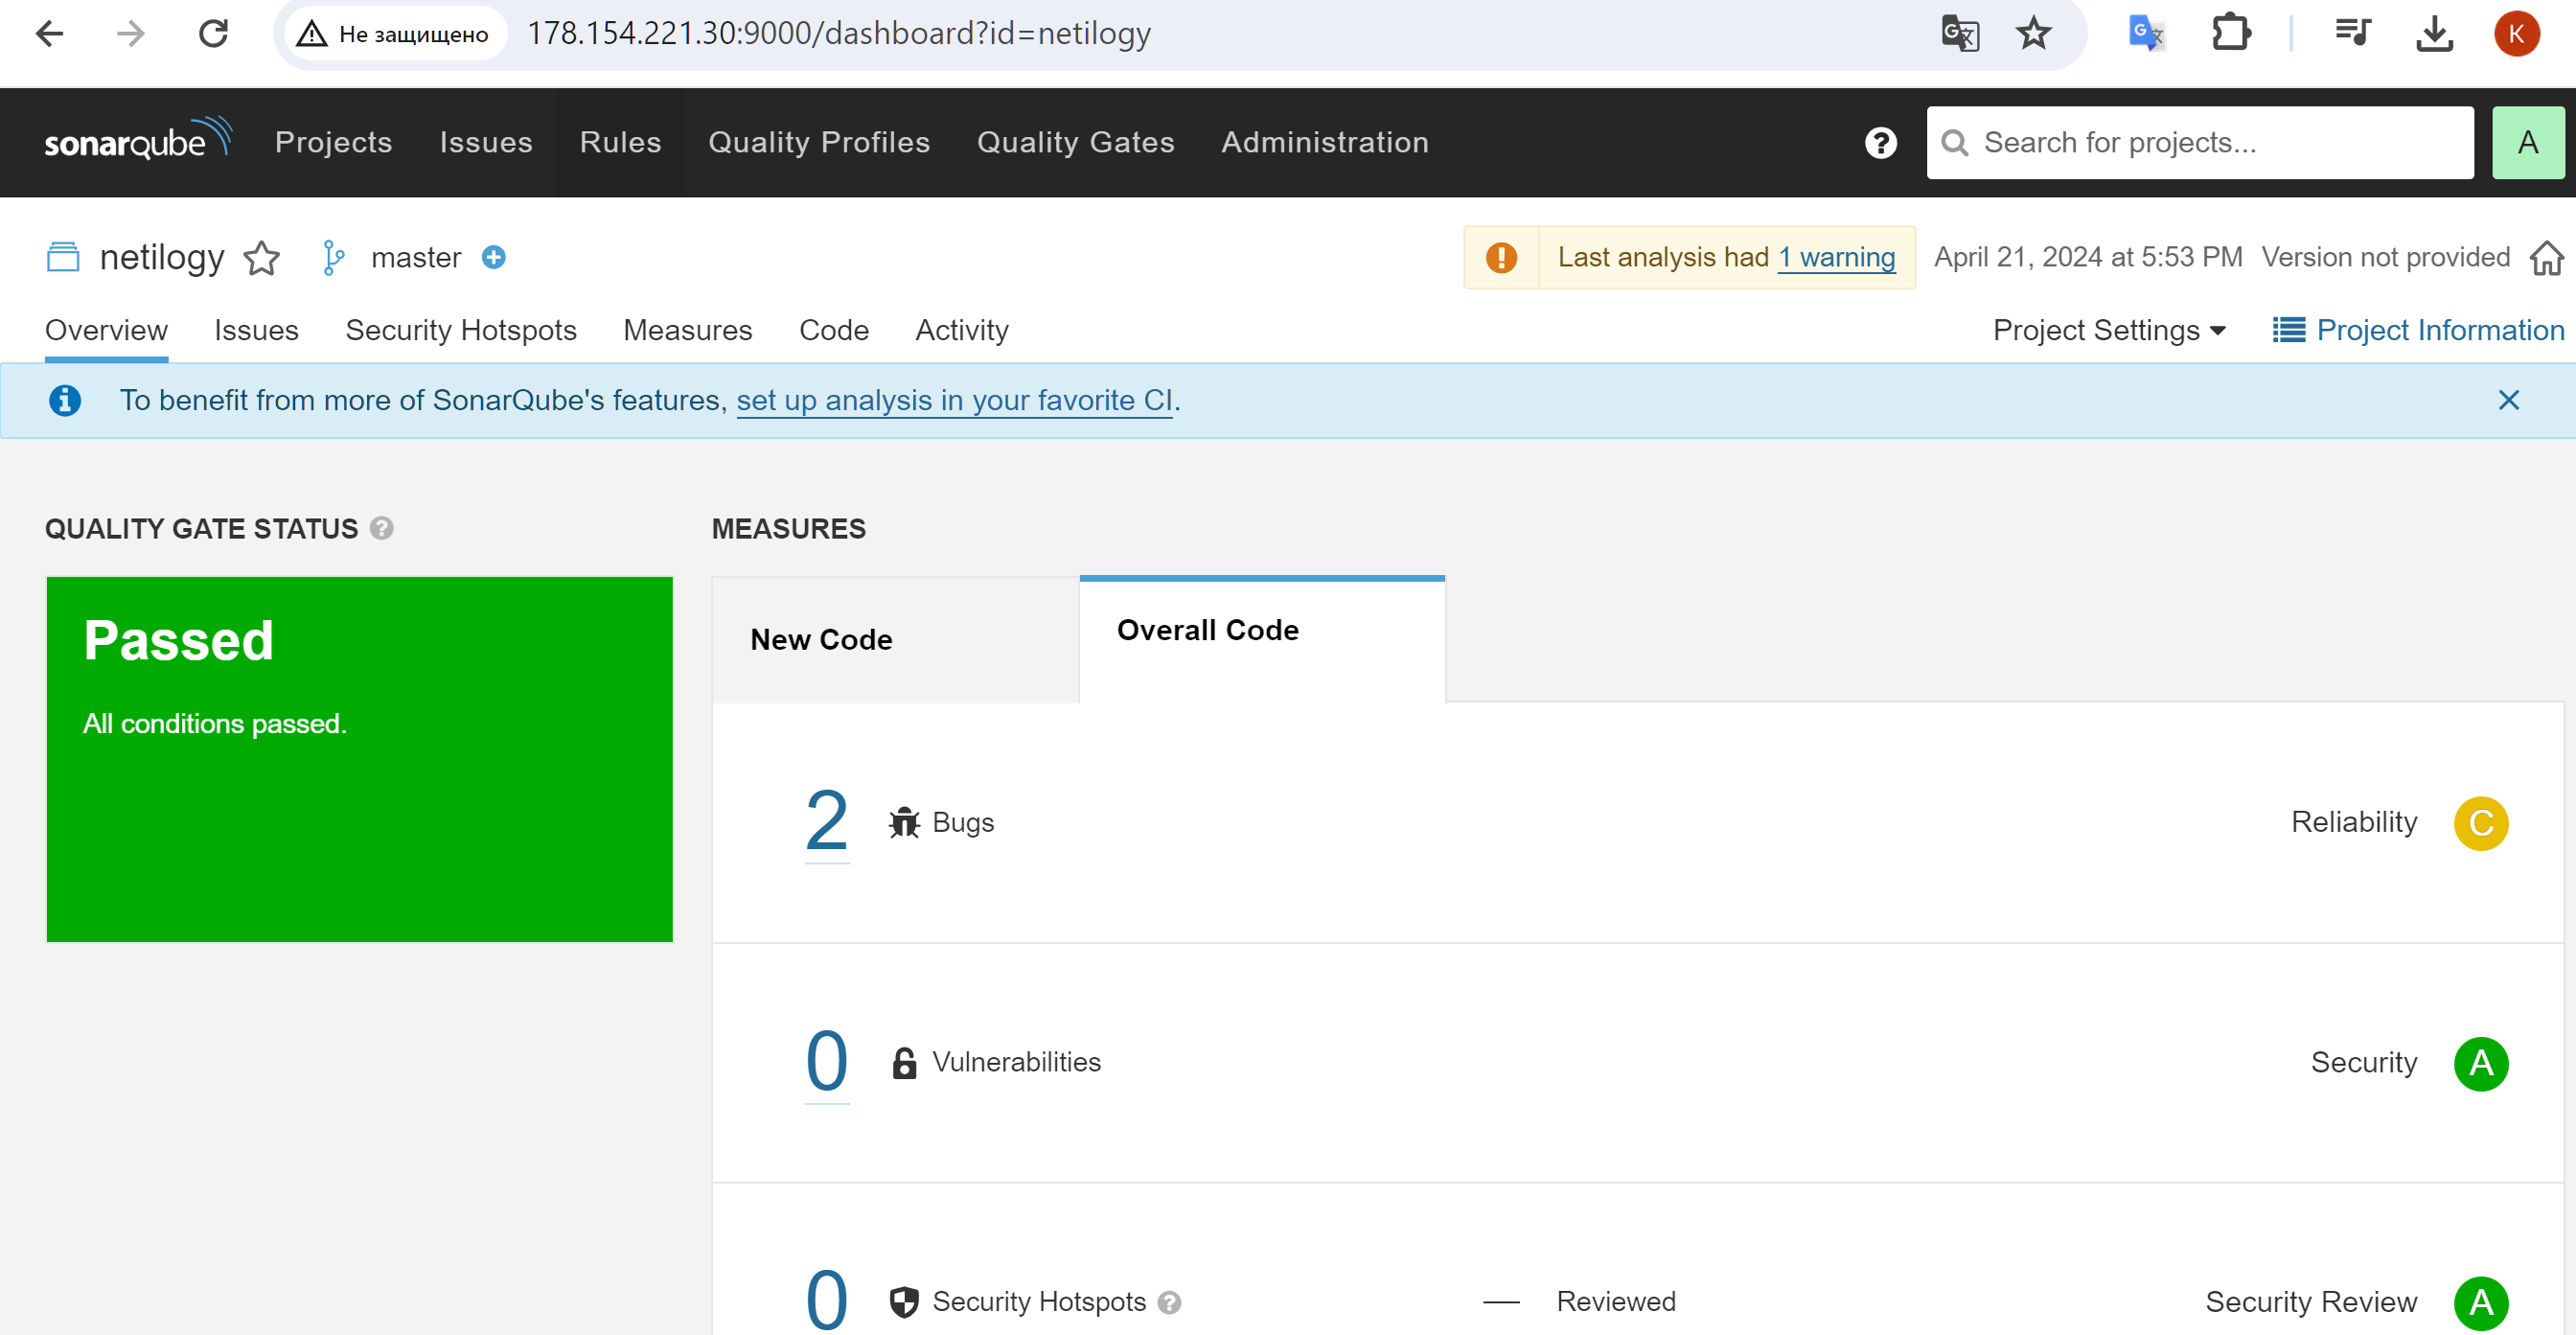 Не защищено 178.154.221.30:9000/dashboard?id=netilogy K
sonarqube Projects Issues Rules Quality Profiles Quality Gates Administration ? Search for projects... A
netilogy master Last analysis had 1 warning April 21, 2024 at 5:53 PM Version not provided
Overview Issues Security Hotspots Measures Code Activity Project Settings Project Information
To benefit from more of SonarQube's features, set up analysis in your favorite CI.
QUALITY GATE STATUS ? MEASURES
Passed
All conditions passed.
New Code Overall Code
2 Bugs Reliability C
0 Vulnerabilities Security A
0 Security Hotspots ? — Reviewed Security Review A